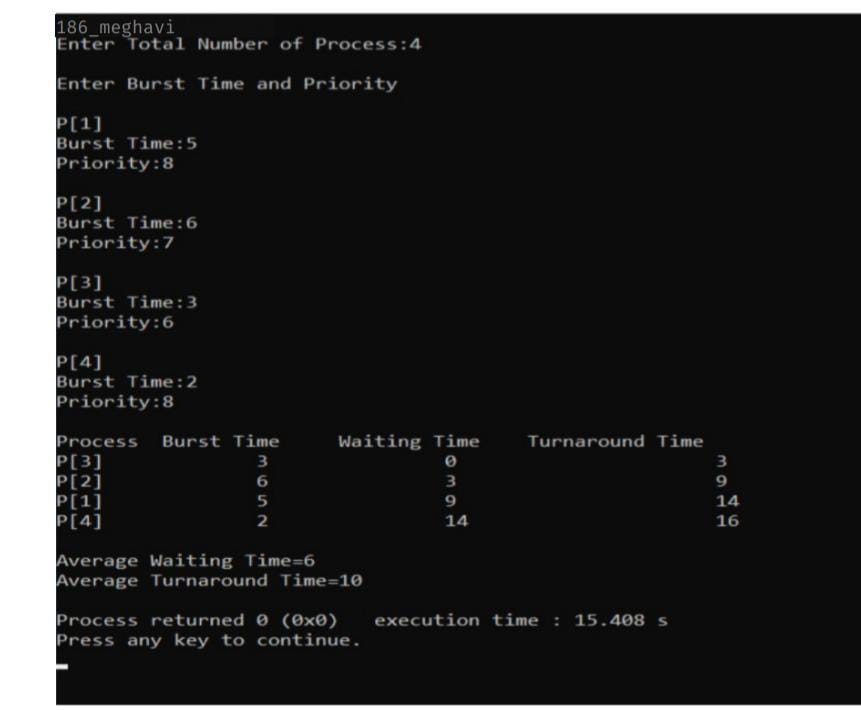 186_meghavi
Enter Total Number of Process:4
Enter Burst Time and Priority
P[1]
Burst Time:5
Priority:8
P[2]
Burst Time:6
Priority:7
P[3]
Burst Time:3
Priority:6
P[4]
Burst Time:2
Priority:8
Process Burst Time Waiting Time Turnaround Time
P[3] 3 0 3
P[2] 6 3 9
P[1] 5 9 14
P[4] 2 14 16
Average Waiting Time=6
Average Turnaround Time=10
Process returned 0 (0x0) execution time : 15.408 s
Press any key to continue.